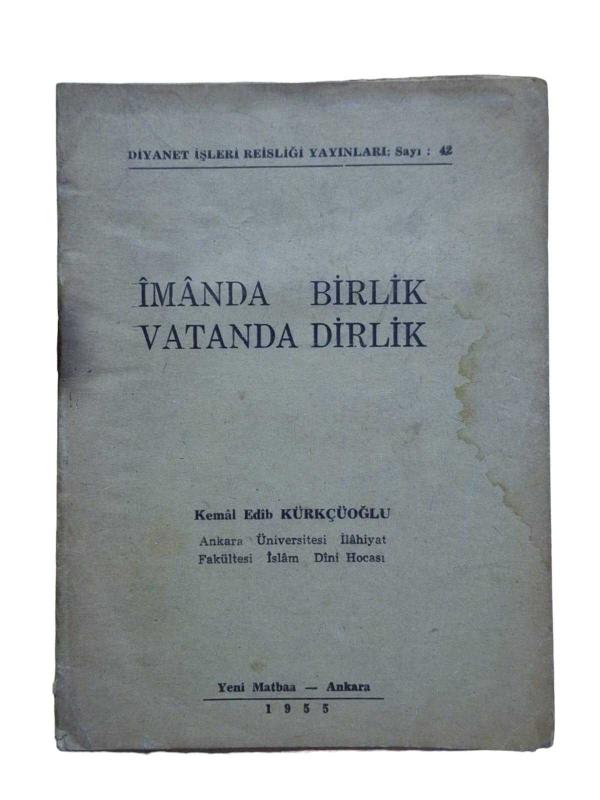 DİYANET İŞLERİ REİSLİĞİ YAYINLARI; Sayı : 42
ÎMÂNDA BİRLİK
VATANDA DİRLİK
Kemâl Edib KÜRKÇÜOĞLU
Ankara Üniversitesi İlâhiyat
Fakültesi İslâm Dîni Hocası
Yeni Matbaa — Ankara
1955